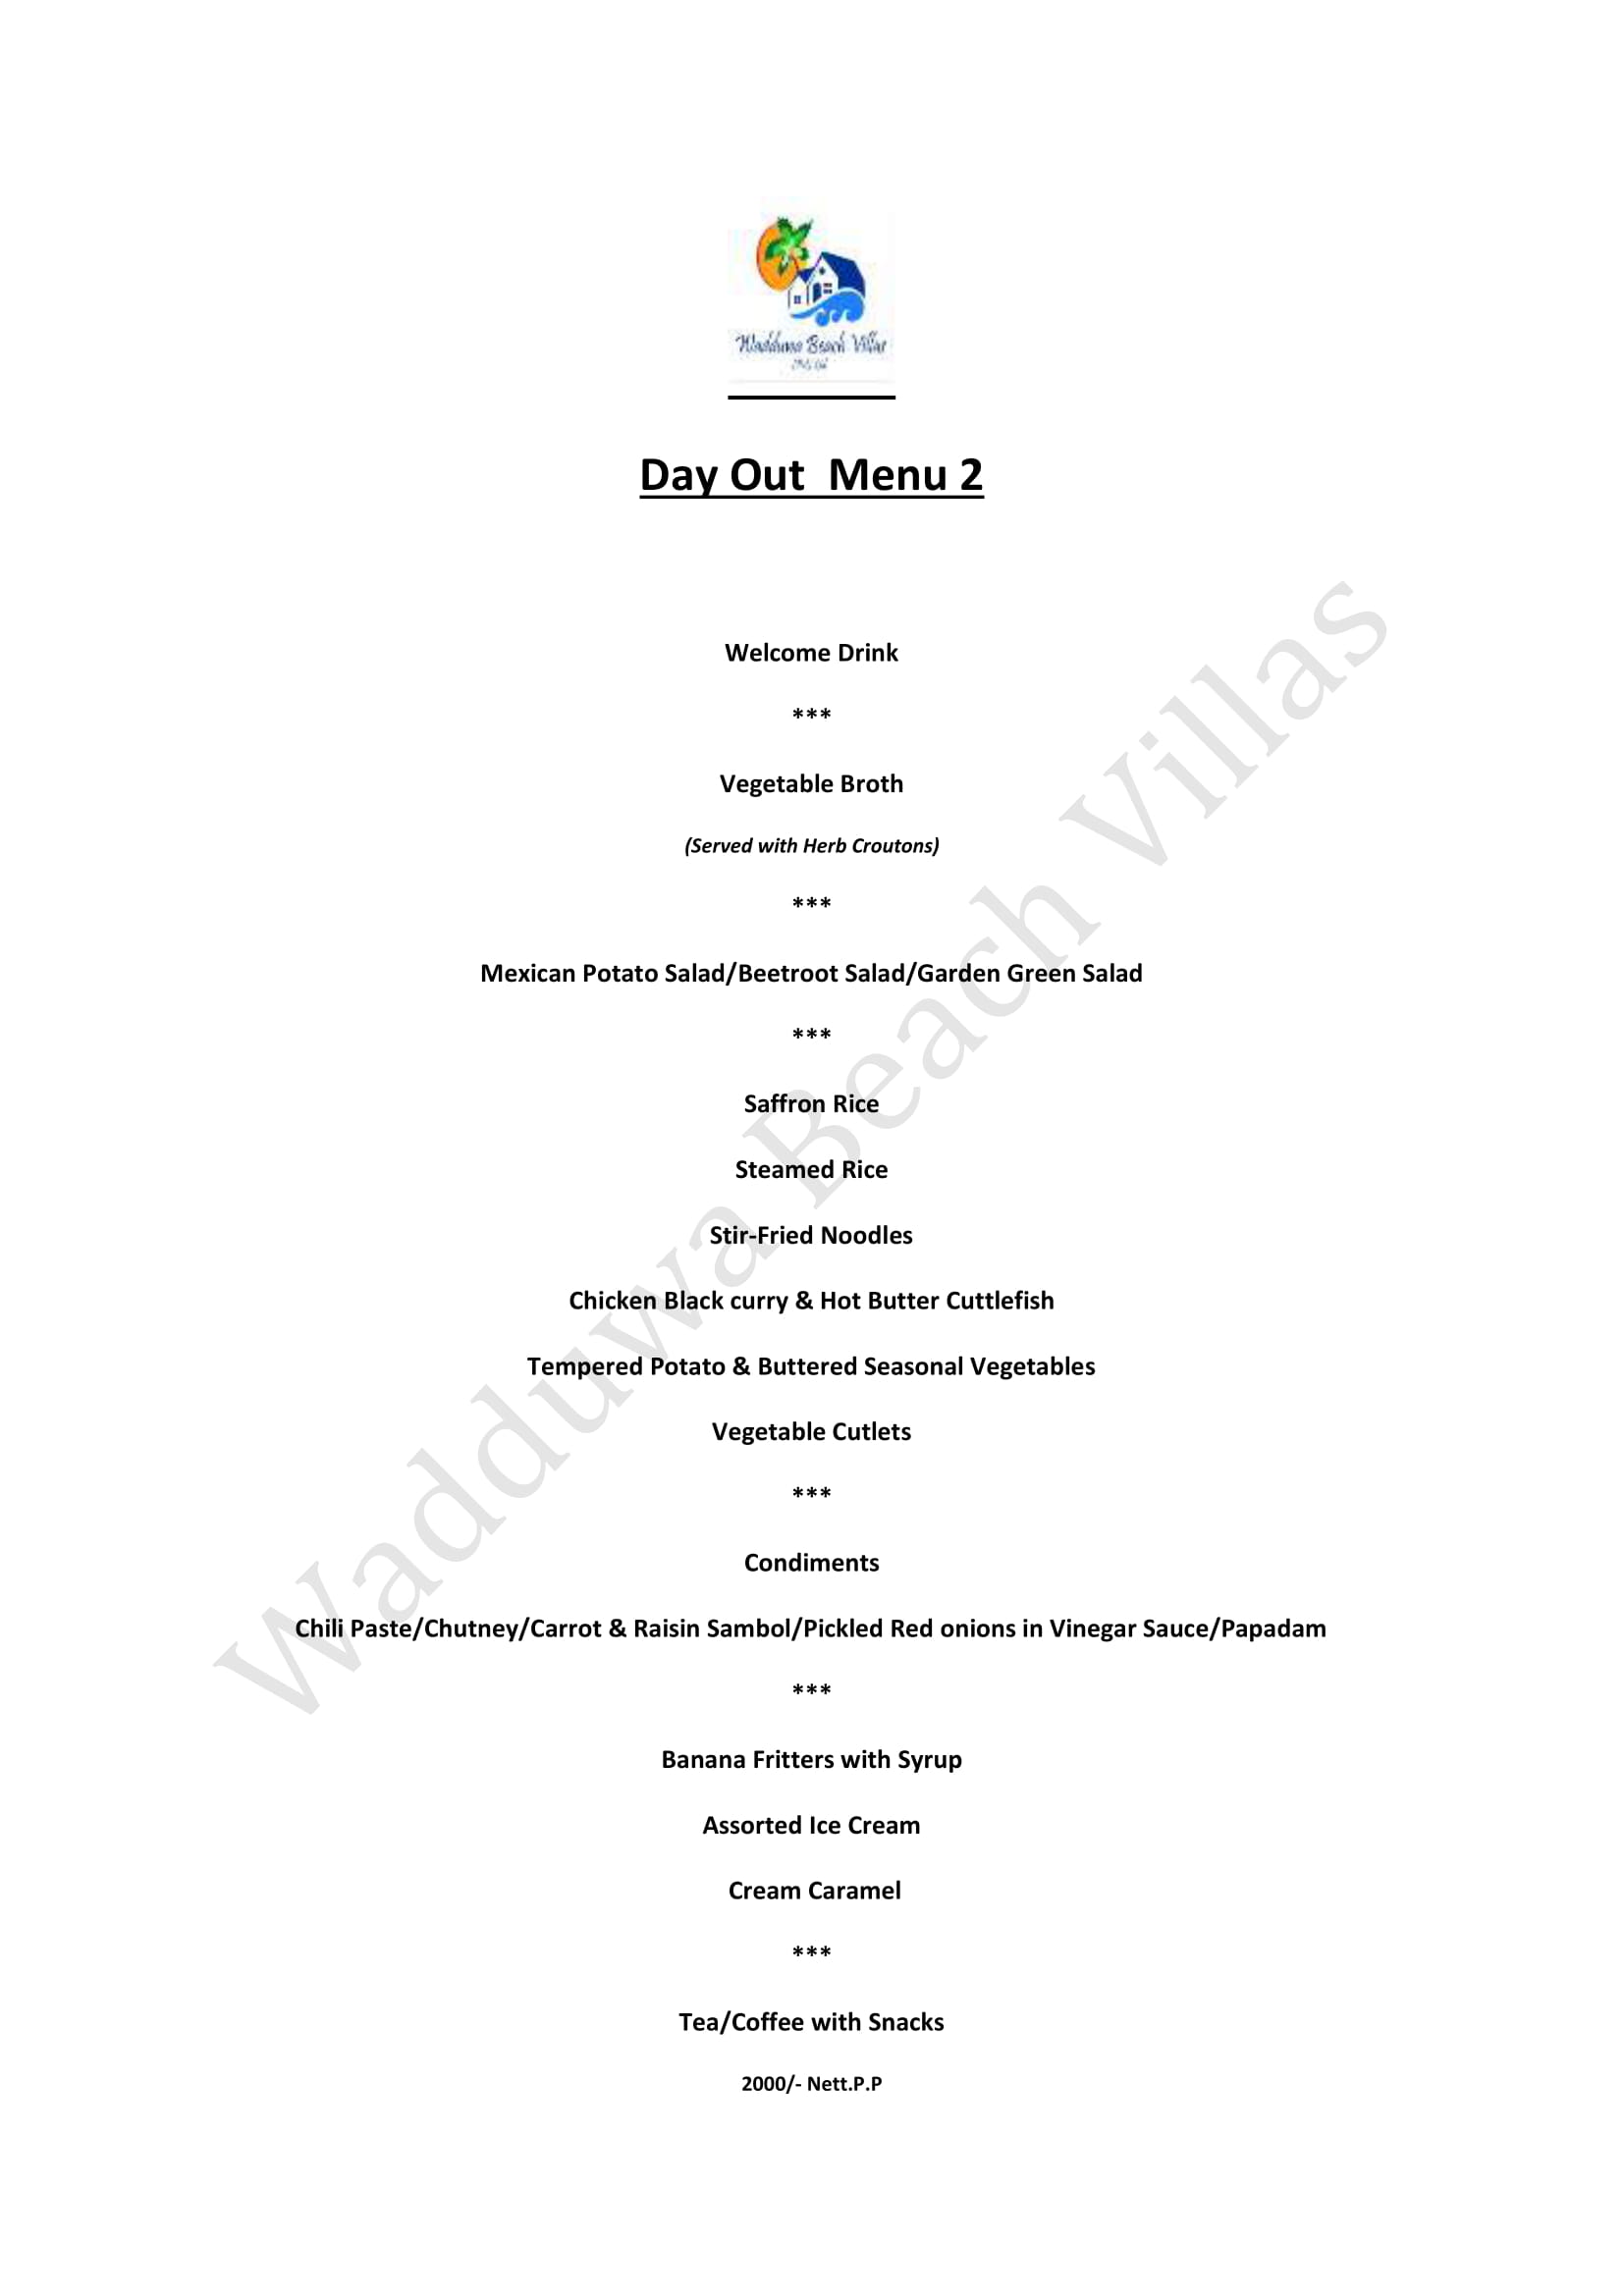 Wadduwa Beach Villas
Day Out  Menu 2
Welcome Drink
***
Vegetable Broth
(Served with Herb Croutons)
***
Mexican Potato Salad/Beetroot Salad/Garden Green Salad
***
Saffron Rice
Steamed Rice
Stir-Fried Noodles
Chicken Black curry & Hot Butter Cuttlefish
Tempered Potato & Buttered Seasonal Vegetables
Vegetable Cutlets
***
Condiments
Chili Paste/Chutney/Carrot & Raisin Sambol/Pickled Red onions in Vinegar Sauce/Papadam
***
Banana Fritters with Syrup
Assorted Ice Cream
Cream Caramel
***
Tea/Coffee with Snacks
2000/- Nett.P.P
Wadduwa Beach Villas